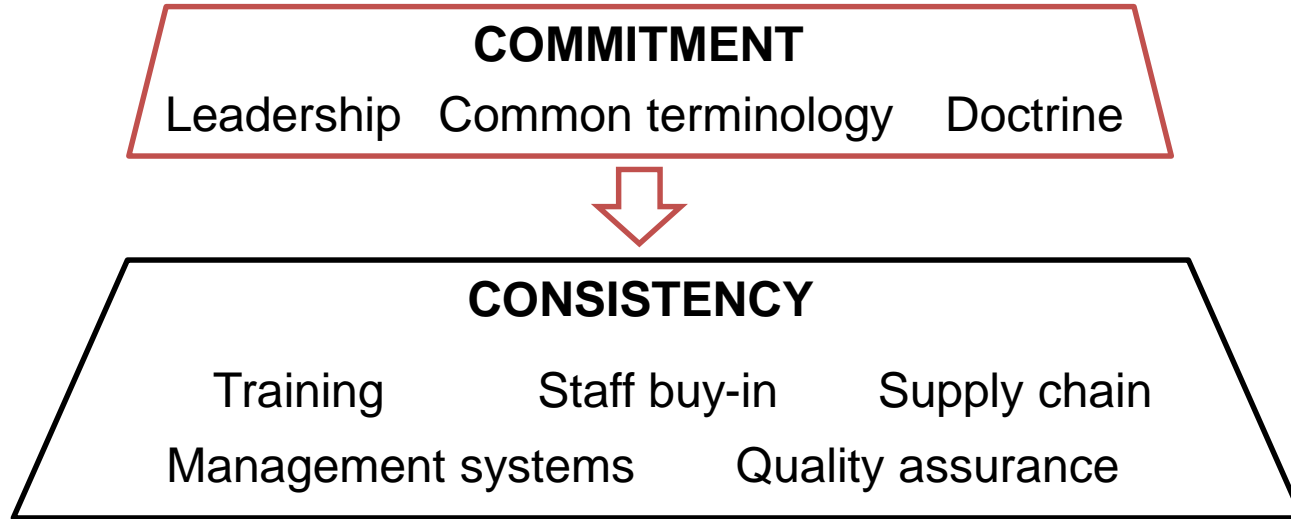 COMMITMENT
Leadership Common terminology Doctrine
CONSISTENCY
Training Staff buy-in Supply chain
Management systems Quality assurance